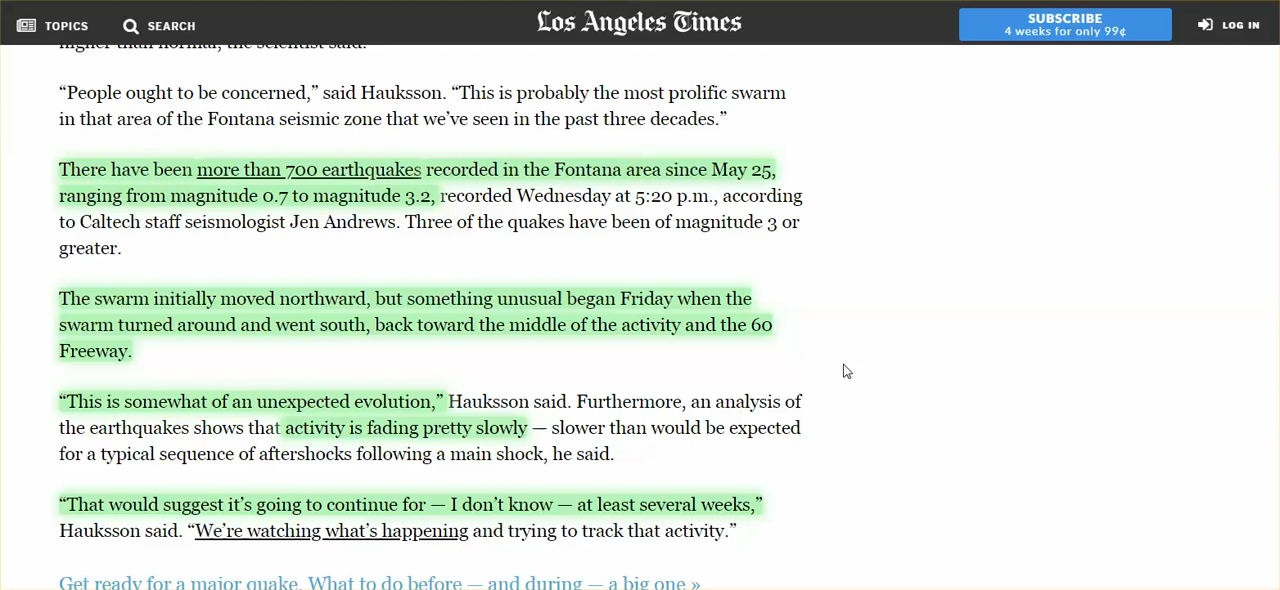 TOPICS
SEARCH
Los Angeles Times
SUBSCRIBE
4 weeks for only 99¢
LOG IN
higher than normal, the scientist said.
“People ought to be concerned,” said Hauksson. “This is probably the most prolific swarm
in that area of the Fontana seismic zone that we’ve seen in the past three decades.”
There have been more than 700 earthquakes recorded in the Fontana area since May 25,
ranging from magnitude 0.7 to magnitude 3.2, recorded Wednesday at 5:20 p.m., according
to Caltech staff seismologist Jen Andrews. Three of the quakes have been of magnitude 3 or
greater.
The swarm initially moved northward, but something unusual began Friday when the
swarm turned around and went south, back toward the middle of the activity and the 60
Freeway.
“This is somewhat of an unexpected evolution,” Hauksson said. Furthermore, an analysis of
the earthquakes shows that activity is fading pretty slowly — slower than would be expected
for a typical sequence of aftershocks following a main shock, he said.
“That would suggest it’s going to continue for — I don’t know — at least several weeks,”
Hauksson said. “We’re watching what’s happening and trying to track that activity.”
Get ready for a major quake. What to do before — and during — a big one »